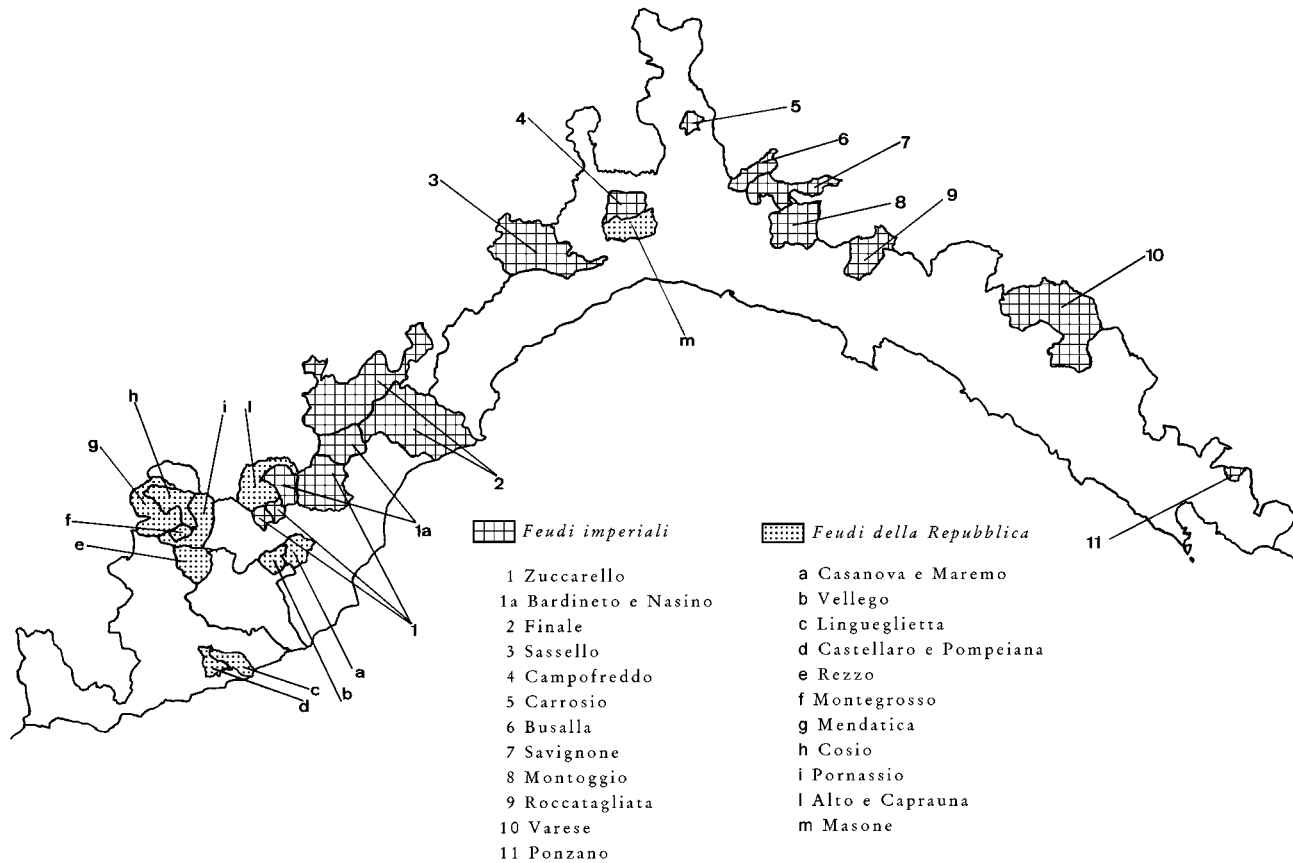 5
4
6
7
3
8
9
10
m
h
i
l
g
2
f
1a
e
11
1
a
c
b
d
Feudi imperiali
1 Zuccarello
1a Bardineto e Nasino
2 Finale
3 Sassello
4 Campofreddo
5 Carrosio
6 Busalla
7 Savignone
8 Montoggio
9 Roccatagliata
10 Varese
11 Ponzano
Feudi della Repubblica
a Casanova e Maremo
b Vellego
c Lingueglietta
d Castellaro e Pompeiana
e Rezzo
f Montegrosso
g Mendatica
h Cosio
i Pornassio
l Alto e Caprauna
m Masone